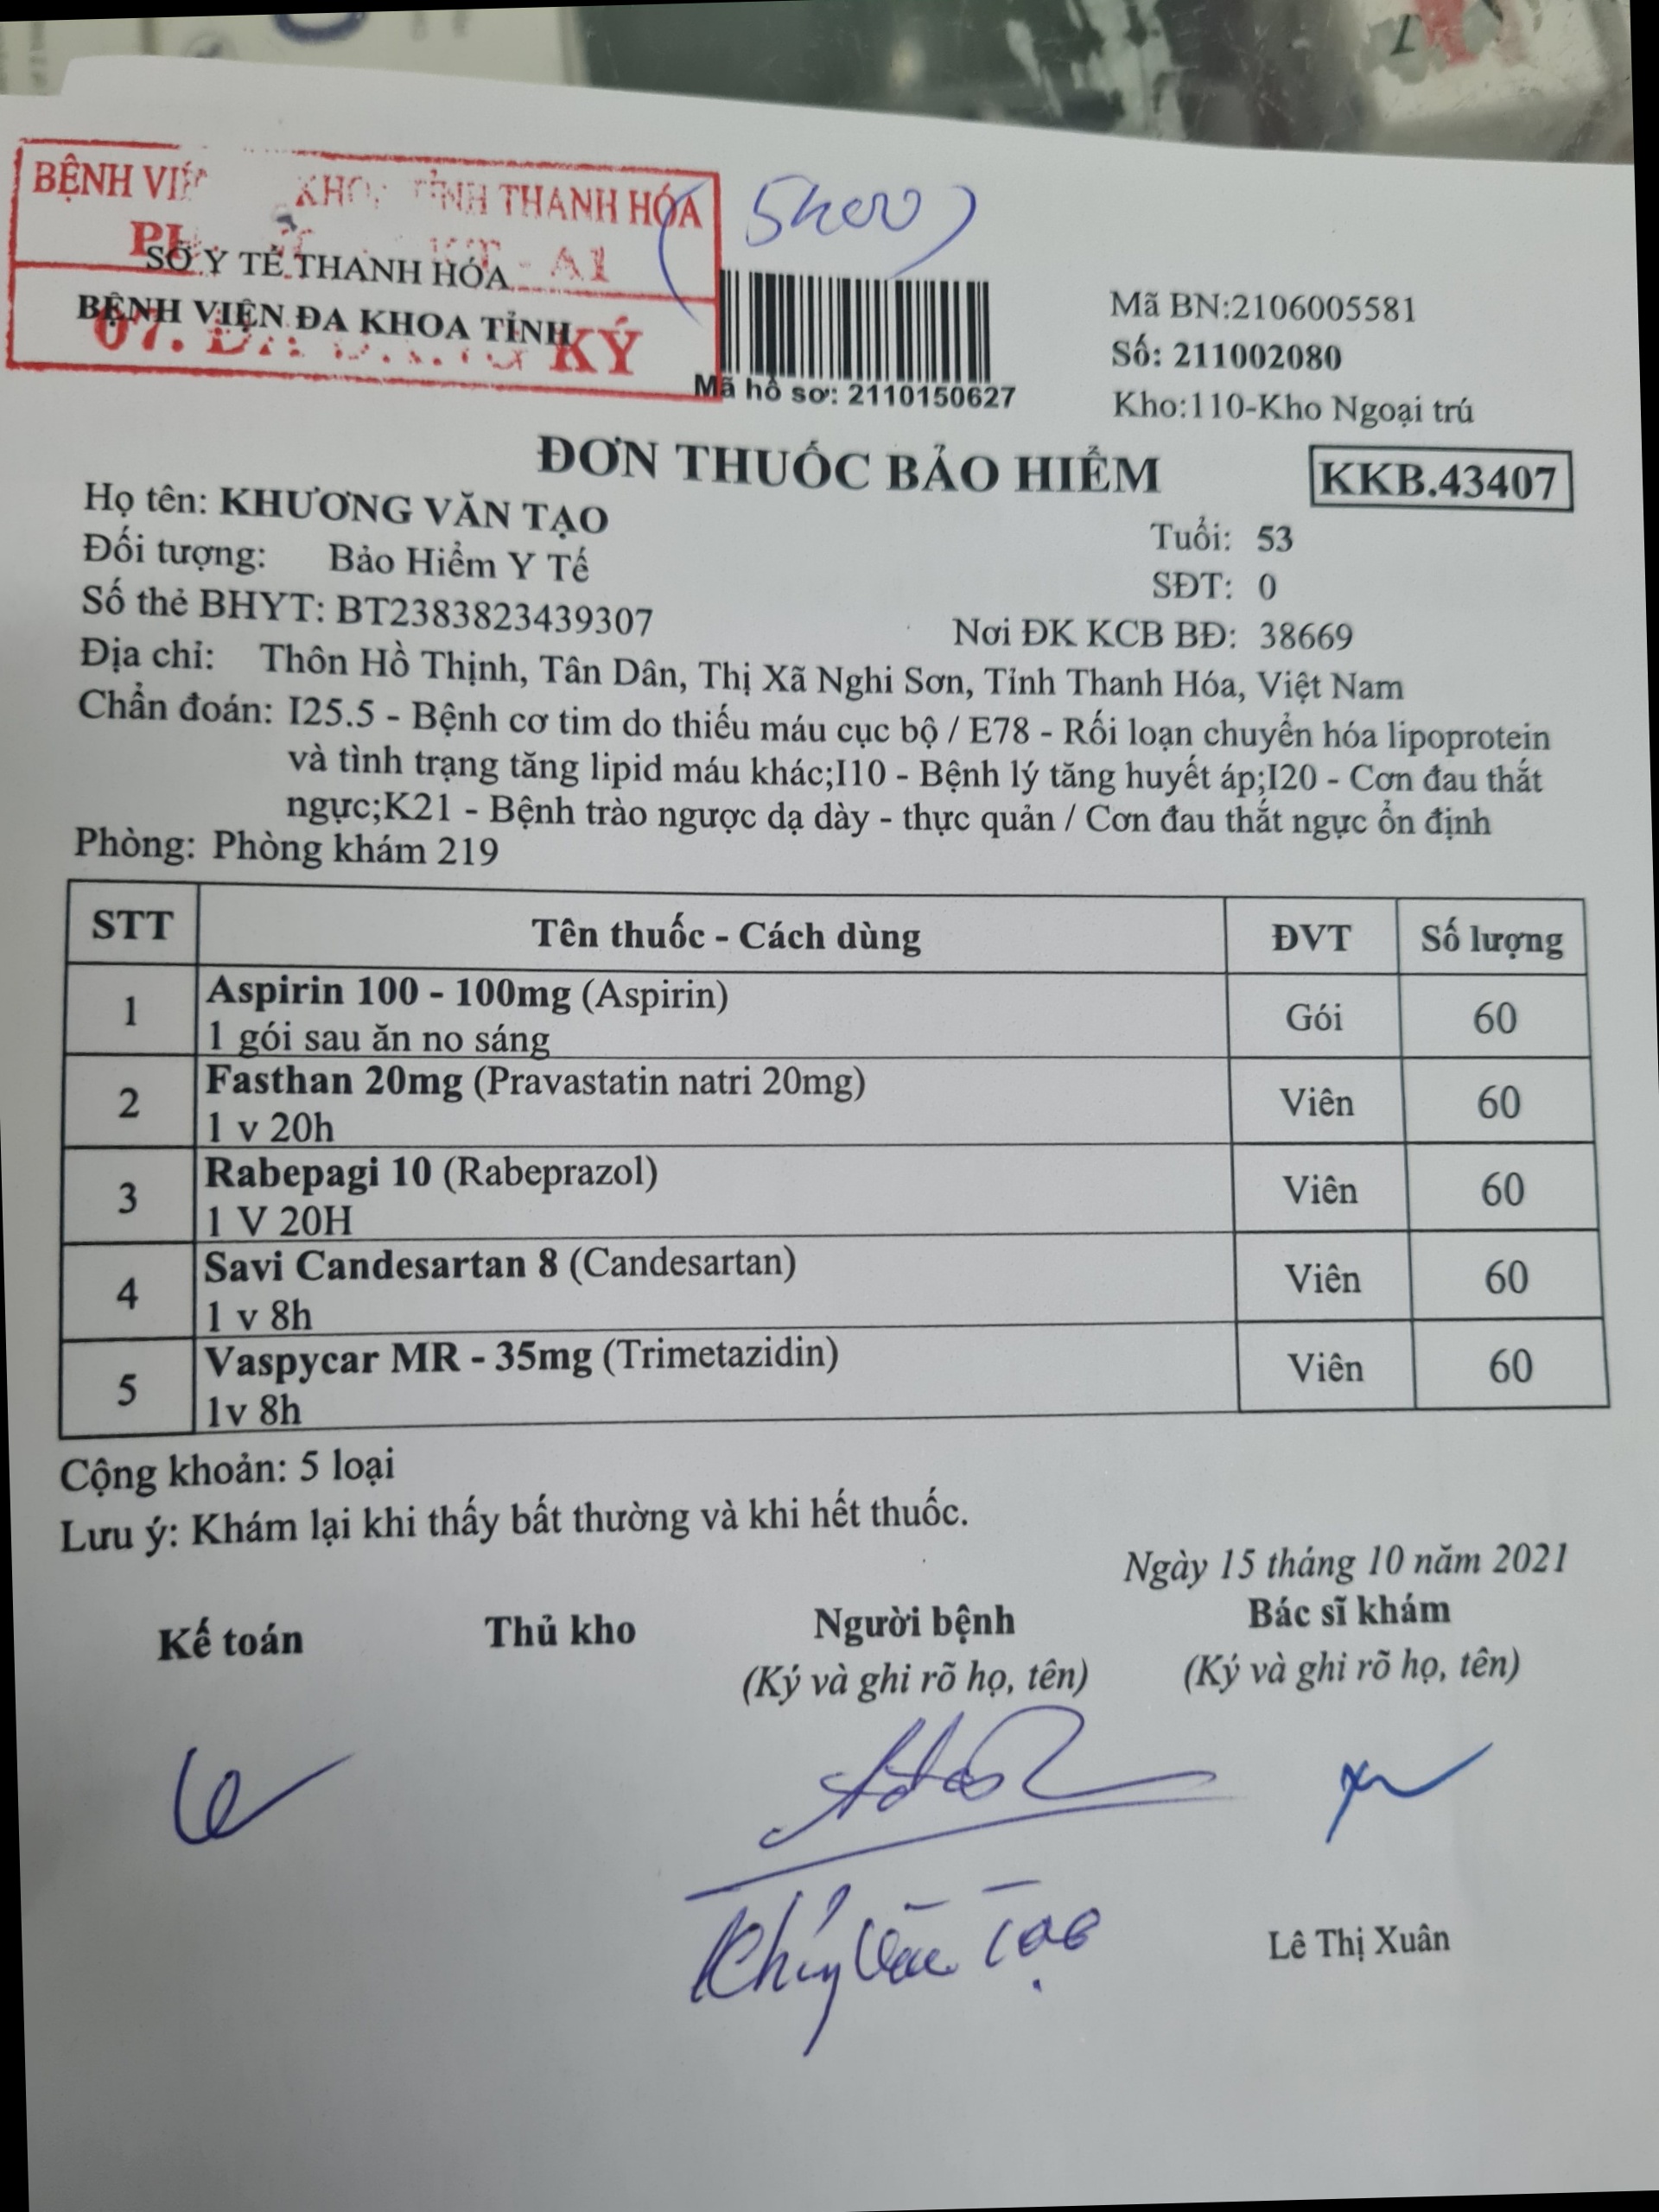 BỆNH VIỆN KHOA TỈNH THANH HÓA
A1
SỞ Y TẾ THANH HÓA
BỆNH VIỆN ĐA KHOA TỈNH
07. KÝ
Mã hồ sơ: 2110150627
Mã BN:2106005581
Số: 211002080
Kho:110-Kho Ngoại trú
ĐƠN THUỐC BẢO HIỂM
KKB.43407
Họ tên: KHƯƠNG VĂN TẠO
Tuổi: 53
Đối tượng: Bảo Hiểm Y Tế
SĐT: 0
Số thẻ BHYT: BT2383823439307
Nơi ĐK KCB BĐ: 38669
Địa chỉ: Thôn Hồ Thịnh, Tân Dân, Thị Xã Nghi Sơn, Tỉnh Thanh Hóa, Việt Nam
Chẩn đoán: I25.5 - Bệnh cơ tim do thiếu máu cục bộ / E78 - Rối loạn chuyển hóa lipoprotein
và tình trạng tăng lipid máu khác;I10 - Bệnh lý tăng huyết áp;I20 - Cơn đau thắt
ngực;K21 - Bệnh trào ngược dạ dày - thực quản / Cơn đau thắt ngực ổn định
Phòng: Phòng khám 219
STT Tên thuốc - Cách dùng ĐVT Số lượng
1 Aspirin 100 - 100mg (Aspirin) Gói 60
1 gói sau ăn no sáng
2 Fasthan 20mg (Pravastatin natri 20mg) Viên 60
1 v 20h
3 Rabepagi 10 (Rabeprazol) Viên 60
1 V 20H
4 Savi Candesartan 8 (Candesartan) Viên 60
1 v 8h
5 Vaspycar MR - 35mg (Trimetazidin) Viên 60
1v 8h
Cộng khoản: 5 loại
Lưu ý: Khám lại khi thấy bất thường và khi hết thuốc.
Ngày 15 tháng 10 năm 2021
Kế toán Thủ kho Người bệnh Bác sĩ khám
(Ký và ghi rõ họ, tên) (Ký và ghi rõ họ, tên)
Văn Tạo
Lê Thị Xuân